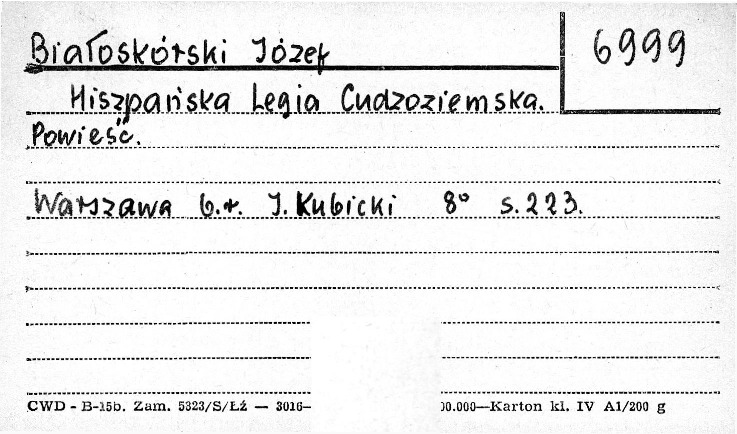 Białoskórski Józef
6999
Hiszpańska Legia Cudzoziemska.
Powieść.
Warszawa b.r. J. Kubicki 8° s. 223.
CWD - B-15b. Zam. 5323/S/Łź — 3016— 00.000—Karton kl. IV A1/200 g